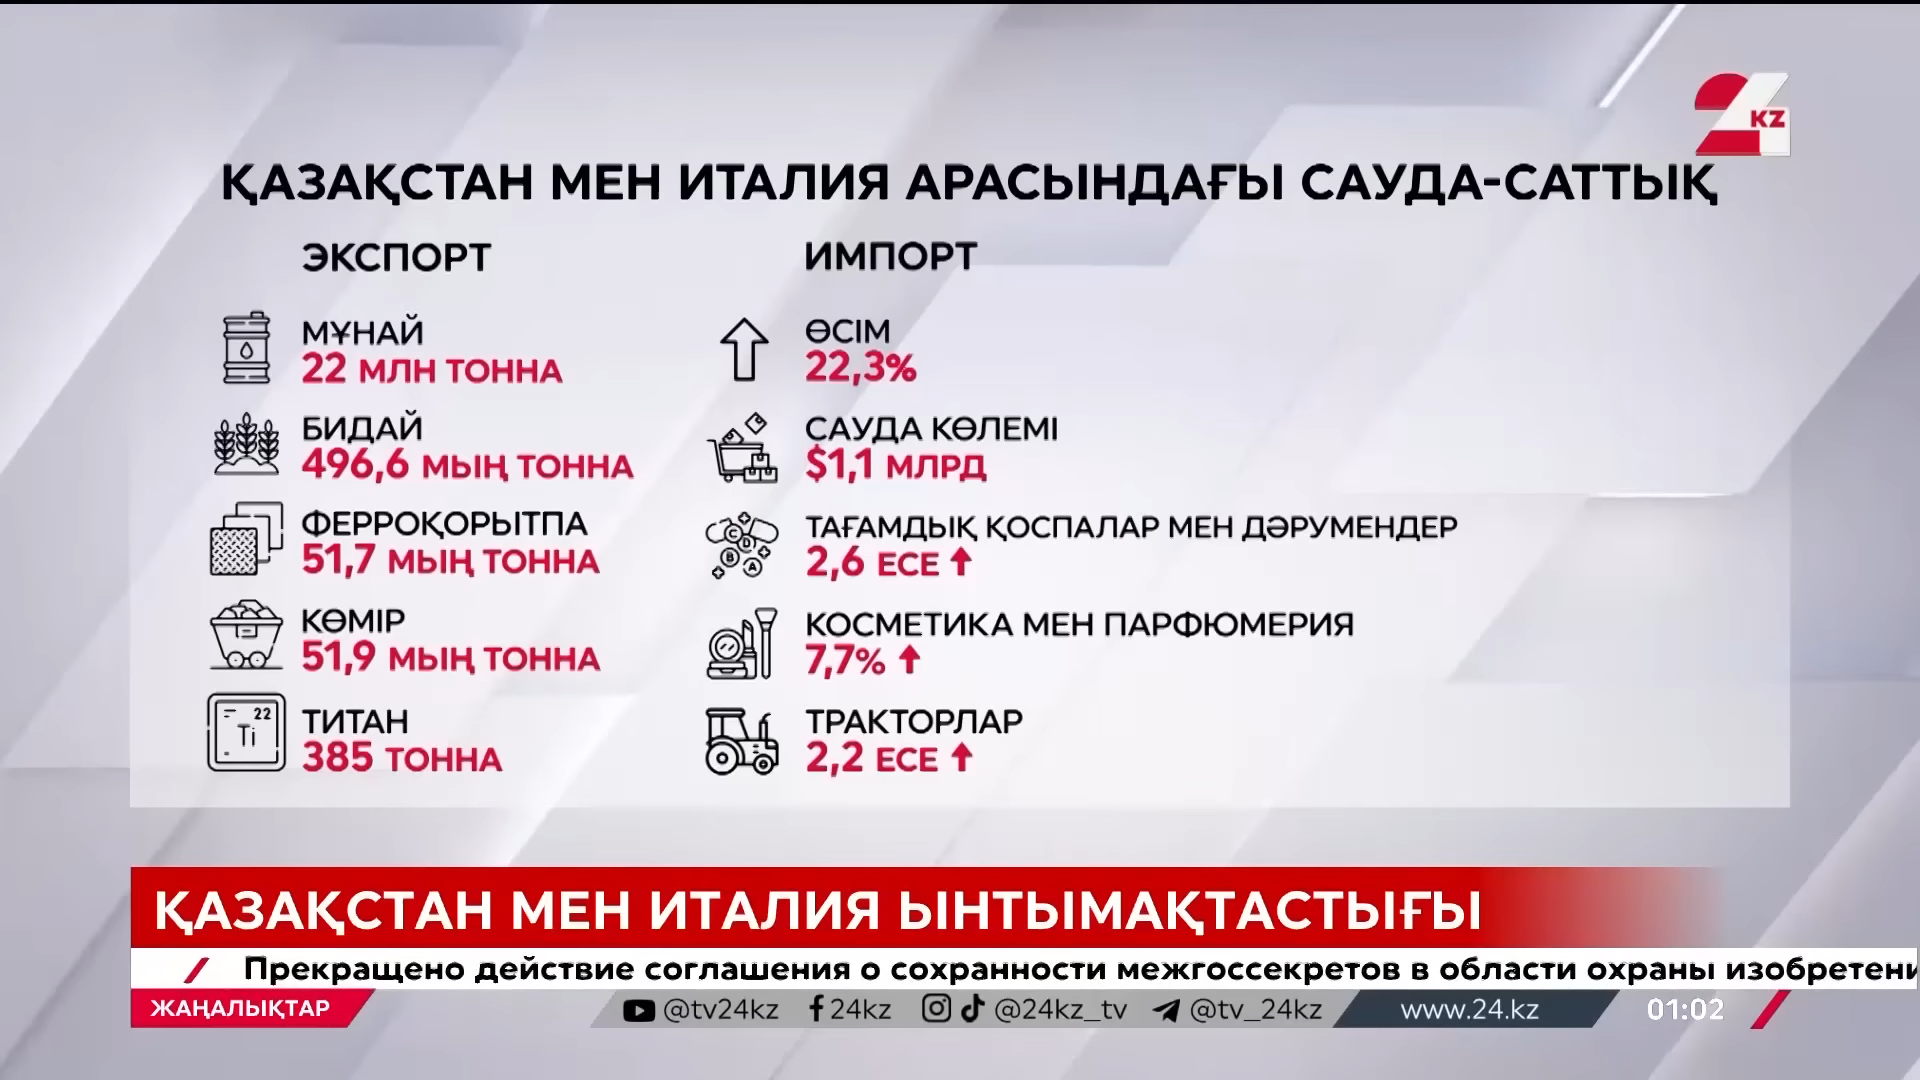 KZ
ҚАЗАҚСТАН МЕН ИТАЛИЯ АРАСЫНДАҒЫ САУДА-САТТЫҚ
ЭКСПОРТ
МҰНАЙ
22 МЛН ТОННА
БИДАЙ
496,6 МЫҢ ТОННА
ФЕРРОҚОРЫТПА
51,7 МЫҢ ТОННА
КӨМІР
51,9 МЫҢ ТОННА
22
Ti
ТИТАН
385 ТОННА
ИМПОРТ
ӨСІМ
22,3%
САУДА КӨЛЕМІ
$1,1 МЛРД
C D B A
ТАҒАМДЫҚ ҚОСПАЛАР МЕН ДӘРУМЕНДЕР
2,6 ЕСЕ
КОСМЕТИКА МЕН ПАРФЮМЕРИЯ
7,7%
ТРАКТОРЛАР
2,2 ЕСЕ
ҚАЗАҚСТАН МЕН ИТАЛИЯ ЫНТЫМАҚТАСТЫҒЫ
Прекращено действие соглашения о сохранности межгоссекретов в области охраны изобретени
ЖАҢАЛЫҚТАР
@tv24kz 24kz @24kz_tv @tv_24kz www.24.kz 01:02